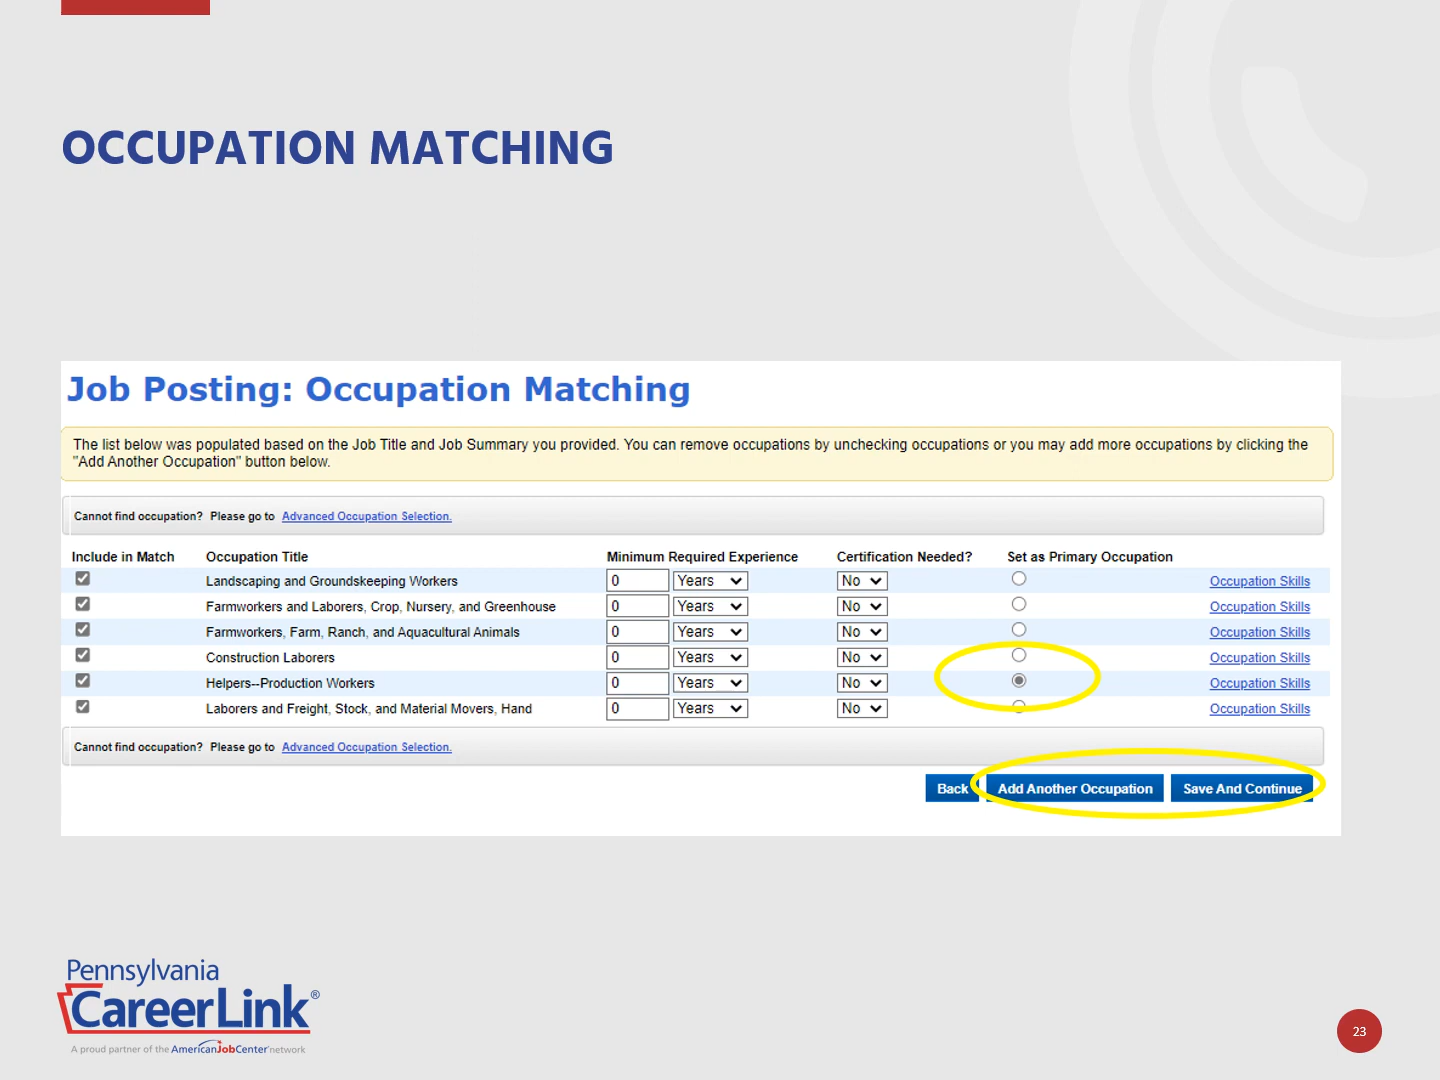 OCCUPATION MATCHING
Job Posting: Occupation Matching
The list below was populated based on the Job Title and Job Summary you provided. You can remove occupations by unchecking occupations or you may add more occupations by clicking the
"Add Another Occupation" button below.
Cannot find occupation? Please go to Advanced Occupation Selection.
Include in Match Occupation Title Minimum Required Experience Certification Needed? Set as Primary Occupation
Landscaping and Groundskeeping Workers 0 Years No Occupation Skills
Farmworkers and Laborers, Crop, Nursery, and Greenhouse 0 Years No Occupation Skills
Farmworkers, Farm, Ranch, and Aquacultural Animals 0 Years No Occupation Skills
Construction Laborers 0 Years No Occupation Skills
Helpers--Production Workers 0 Years No Occupation Skills
Laborers and Freight, Stock, and Material Movers, Hand 0 Years No Occupation Skills
Cannot find occupation? Please go to Advanced Occupation Selection.
Back Add Another Occupation Save And Continue
Pennsylvania
CareerLink®
A proud partner of the AmericanJobCenter network
23